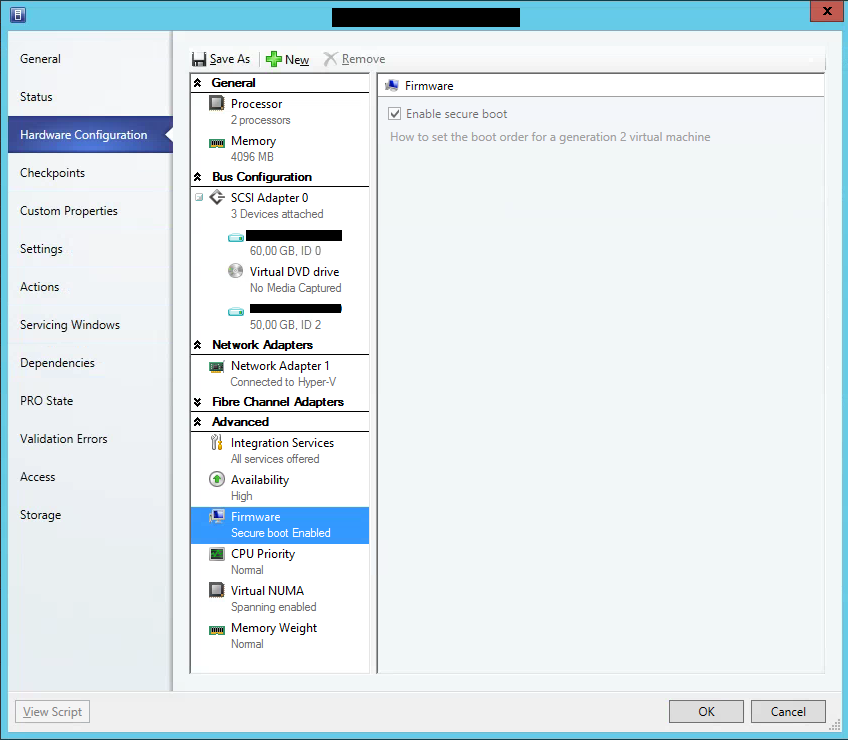 General
Status
Hardware Configuration
Checkpoints
Custom Properties
Settings
Actions
Servicing Windows
Dependencies
PRO State
Validation Errors
Access
Storage
Save As New Remove
General
Processor
2 processors
Memory
4096 MB
Bus Configuration
SCSI Adapter 0
3 Devices attached
60,00 GB, ID 0
Virtual DVD drive
No Media Captured
50,00 GB, ID 2
Network Adapters
Network Adapter 1
Connected to Hyper-V
Fibre Channel Adapters
Advanced
Integration Services
All services offered
Availability
High
Firmware
Secure boot Enabled
CPU Priority
Normal
Virtual NUMA
Spanning enabled
Memory Weight
Normal
Firmware
Enable secure boot
How to set the boot order for a generation 2 virtual machine
View Script
OK
Cancel